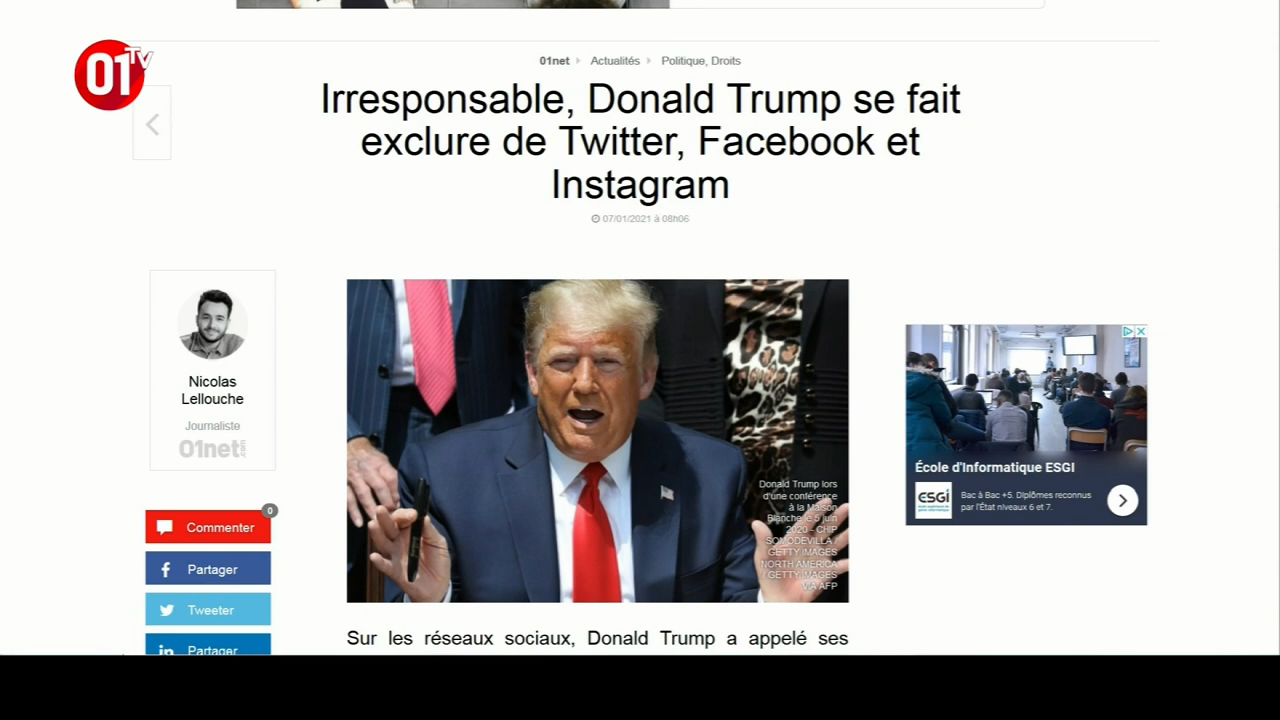 01TV
01net
Actualités
Politique, Droits
Irresponsable, Donald Trump se fait
exclure de Twitter, Facebook et
Instagram
07/01/2021 à 08h06
Nicolas
Lellouche
Journaliste
01net.com
0
Commenter
Partager
Tweeter
in Partager
Donald Trump lors
d'une conférence
à la Maison
Blanche le 5 juin
2020 - CHIP
SOMODEVILLA /
GETTY IMAGES
NORTH AMERICA /
GETTY IMAGES
VIA AFP
École d'Informatique ESGI
ESGI
Bac à Bac +5. Diplômes reconnus
par l'État niveaux 6 et 7.
Sur les réseaux sociaux, Donald Trump a appelé ses